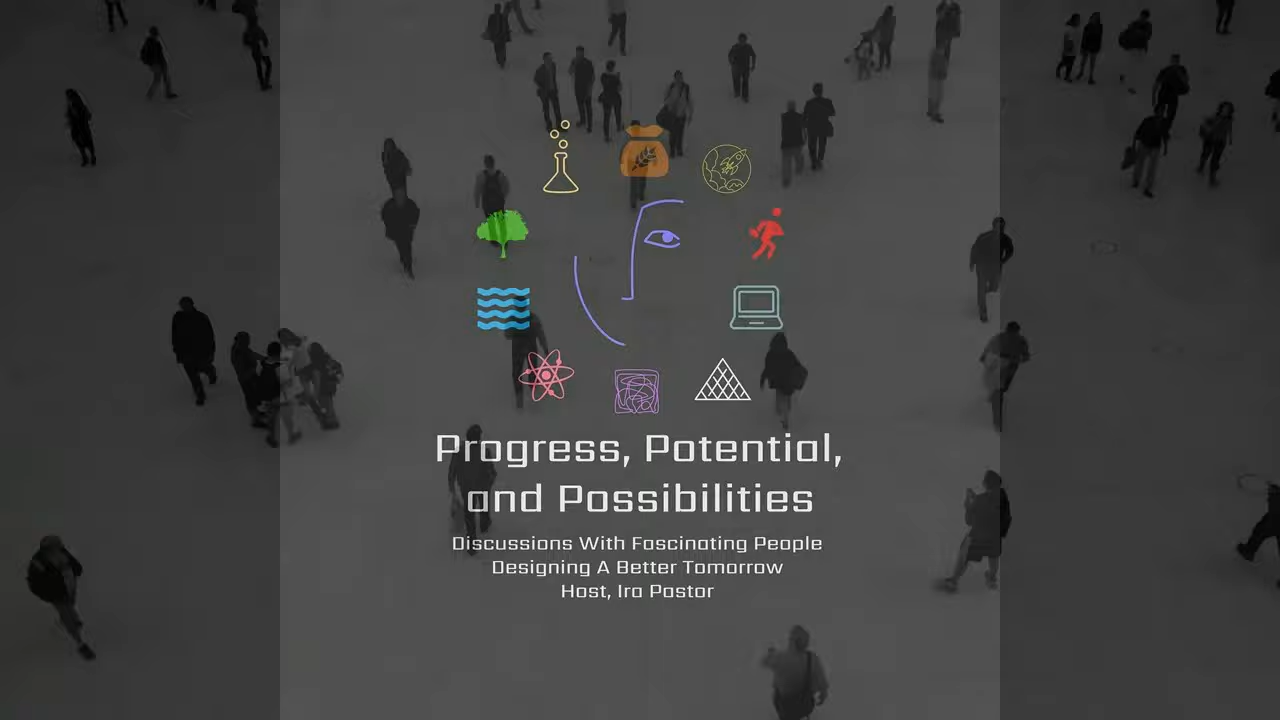 Progress, Potential,
and Possibilities
Discussions With Fascinating People
Designing A Better Tomorrow
Host, Ira Pastor